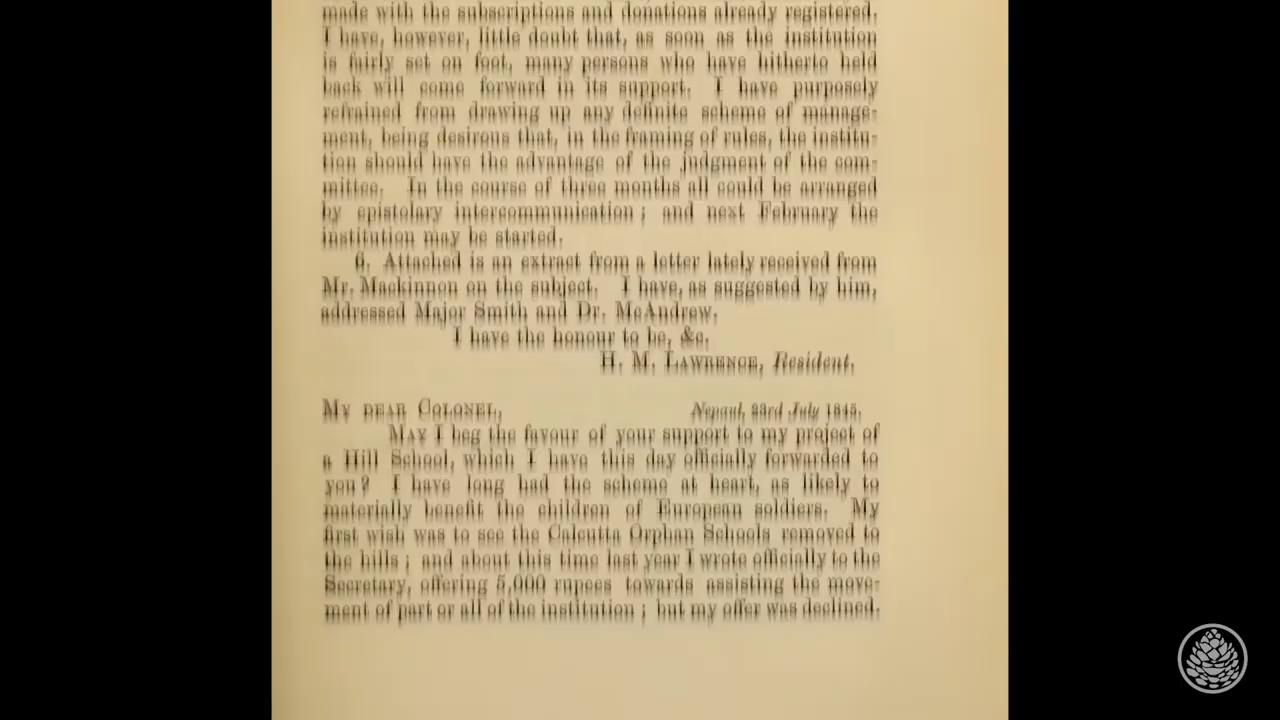 made with the subscriptions and donations already registered.
I have, however, little doubt that, as soon as the institution
is fairly set on foot, many persons who have hitherto held
back will come forward in its support. I have purposely
refrained from drawing up any definite scheme of manage-
ment, being desirous that, in the framing of rules, the institu-
tion should have the advantage of the judgment of the com-
mittee. In the course of three months all could be arranged
by epistolary intercommunication; and next February the
institution may be started.
6. Attached is an extract from a letter lately received from
Mr. Mackinnon on the subject. I have, as suggested by him,
addressed Major Smith and Dr. McAndrew.
I have the honour to be, &c.
H. M. LAWRENCE, Resident.
MY DEAR COLONEL, Nepaul, 23rd July 1845.
MAY I beg the favour of your support to my project of
a Hill School, which I have this day officially forwarded to
you? I have long had the scheme at heart, as likely to
materially benefit the children of European soldiers. My
first wish was to see the Calcutta Orphan Schools removed to
the hills; and about this time last year I wrote officially to the
Secretary, offering 5,000 rupees towards assisting the move-
ment of part or all of the institution; but my offer was declined.